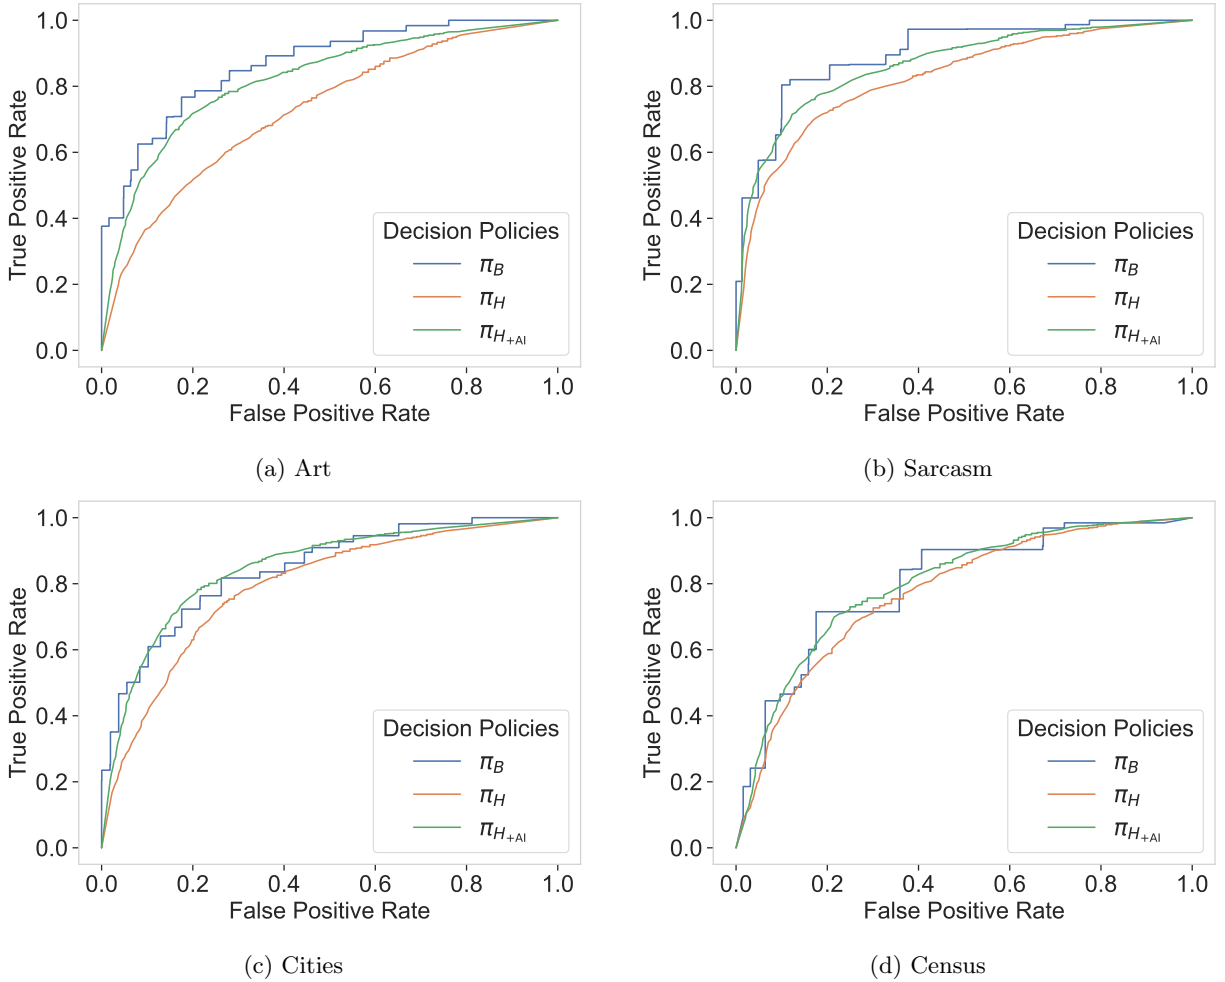 1.0
0.8
0.6
0.4
0.2
0.0
True Positive Rate
Decision Policies
π_B
π_H
π_{H+AI}
0.0 0.2 0.4 0.6 0.8 1.0
False Positive Rate
(a) Art
1.0
0.8
0.6
0.4
0.2
0.0
True Positive Rate
Decision Policies
π_B
π_H
π_{H+AI}
0.0 0.2 0.4 0.6 0.8 1.0
False Positive Rate
(b) Sarcasm
1.0
0.8
0.6
0.4
0.2
0.0
True Positive Rate
Decision Policies
π_B
π_H
π_{H+AI}
0.0 0.2 0.4 0.6 0.8 1.0
False Positive Rate
(c) Cities
1.0
0.8
0.6
0.4
0.2
0.0
True Positive Rate
Decision Policies
π_B
π_H
π_{H+AI}
0.0 0.2 0.4 0.6 0.8 1.0
False Positive Rate
(d) Census